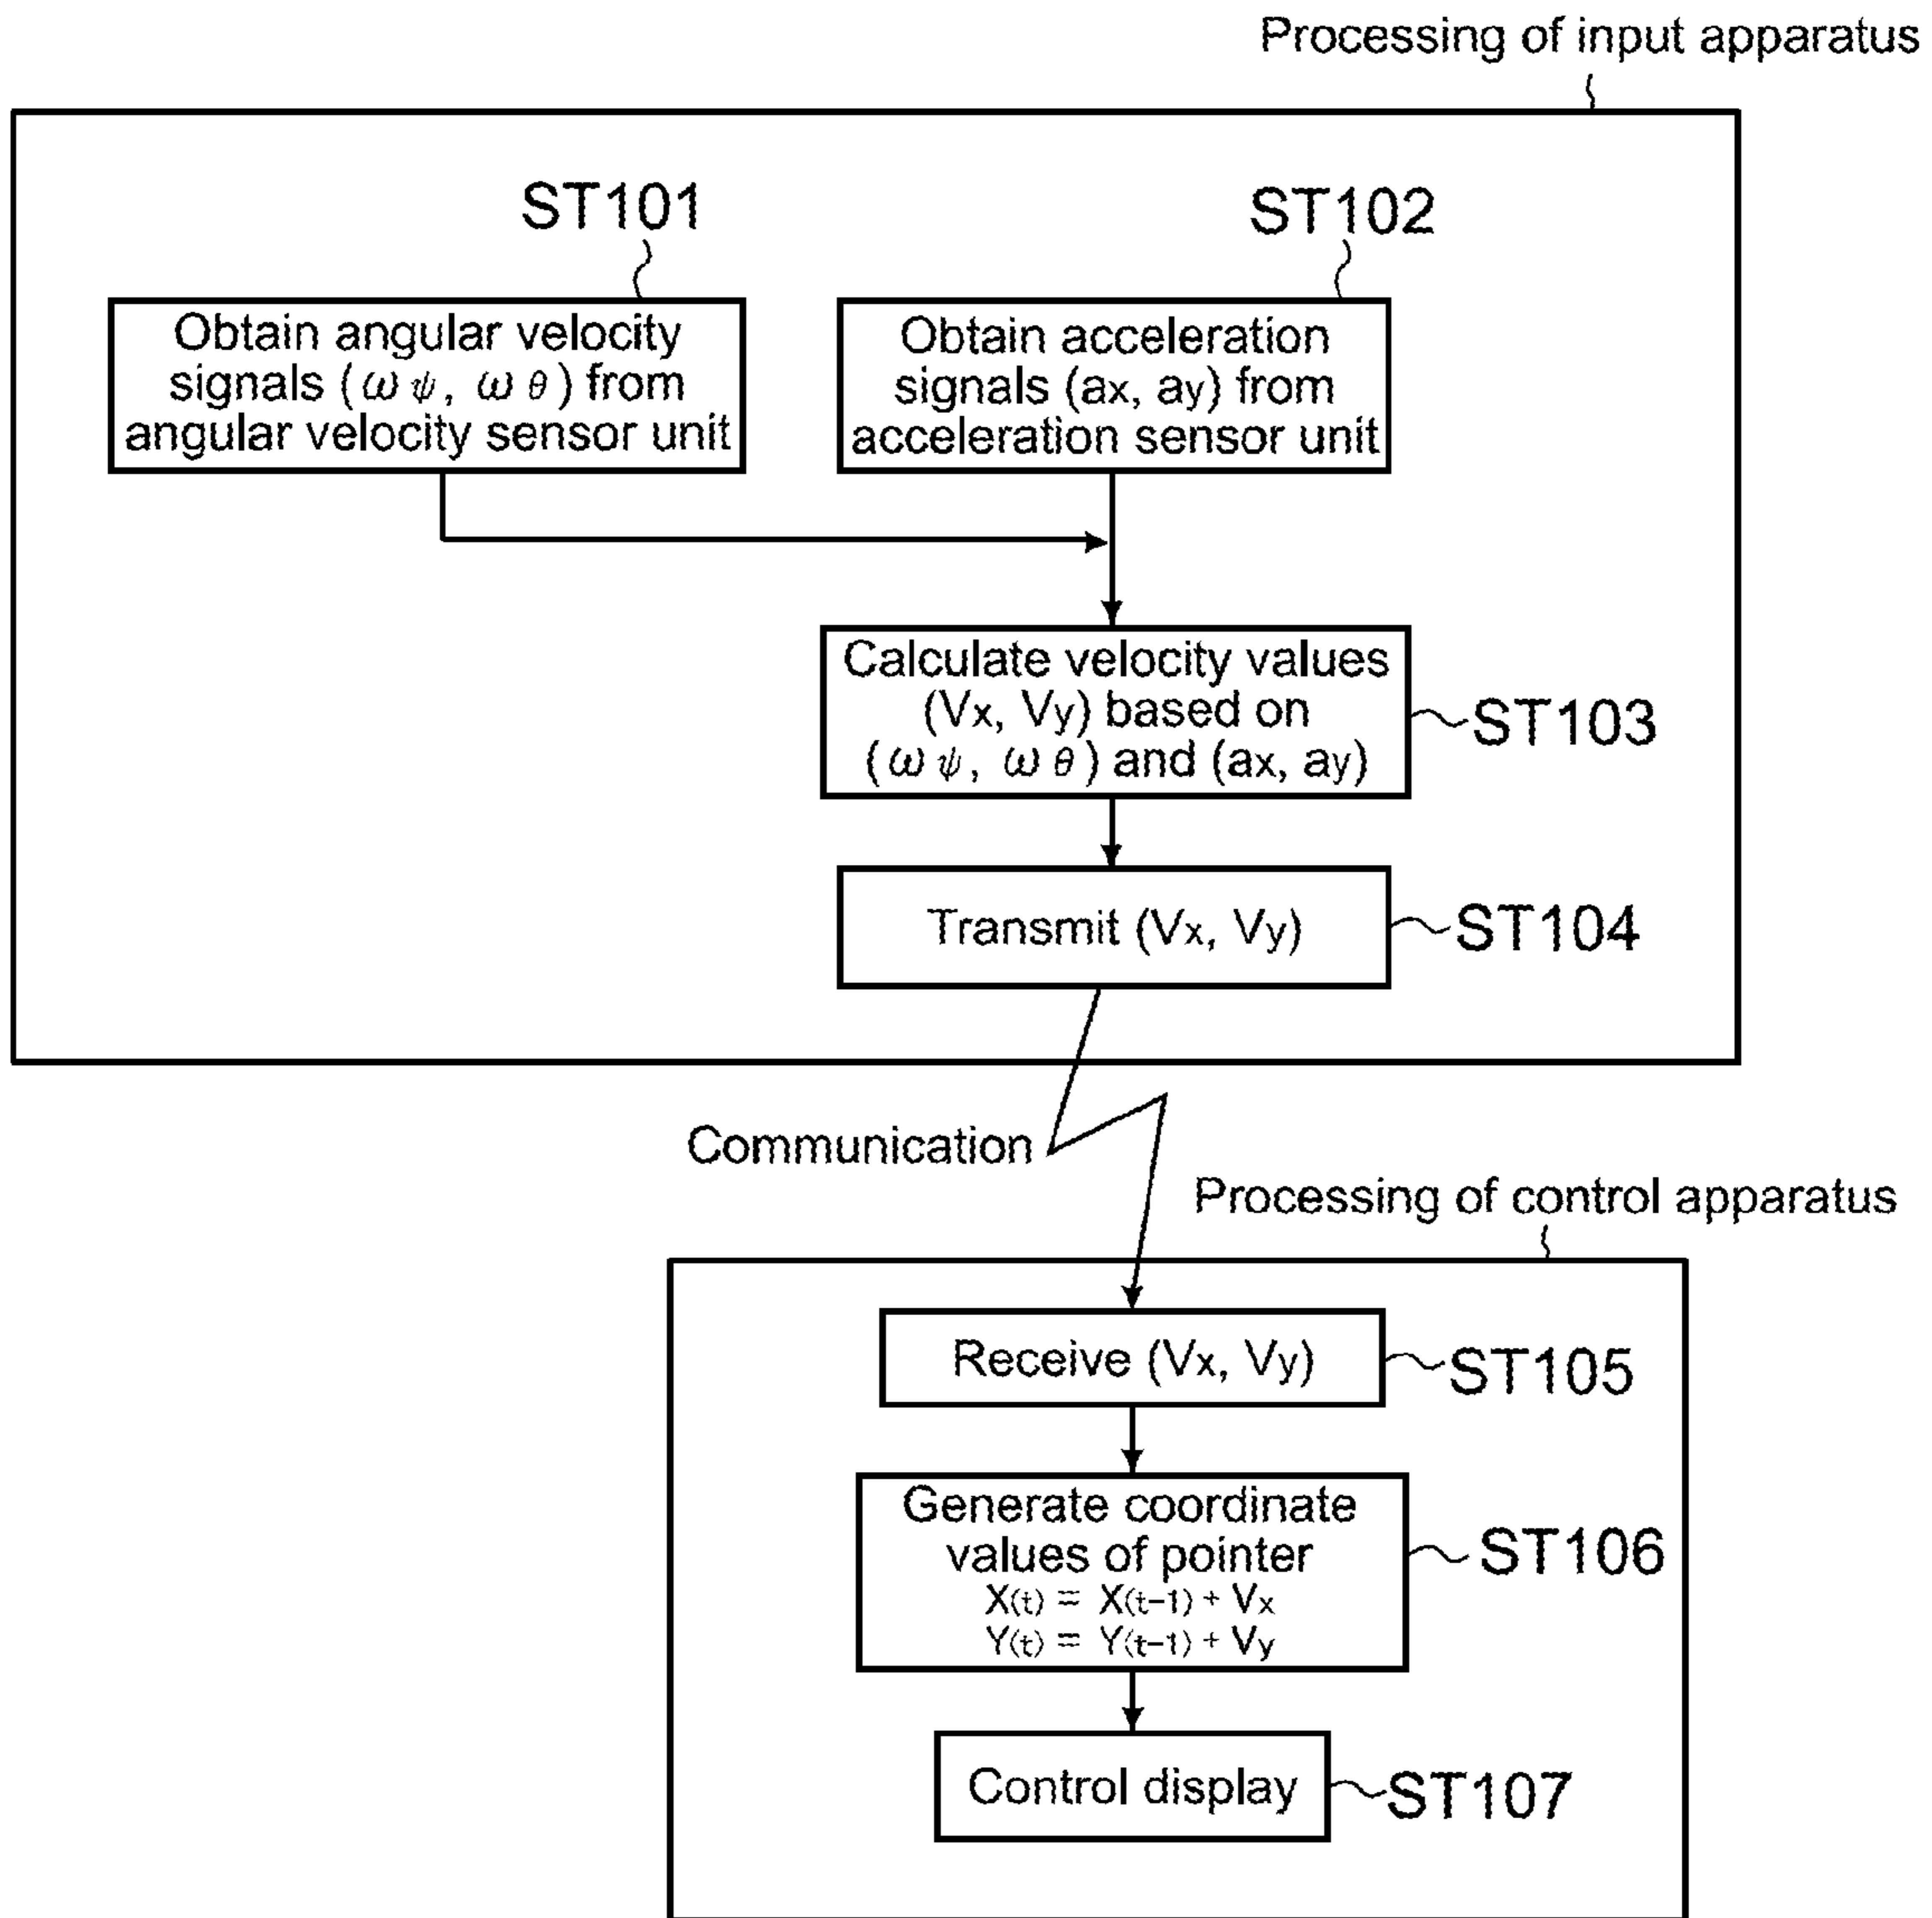 Processing of input apparatus
ST101
ST102
Obtain angular velocity
signals (ωψ, ωθ) from
angular velocity sensor unit
Obtain acceleration
signals (ax, ay) from
acceleration sensor unit
Calculate velocity values
(Vx, Vy) based on
(ωψ, ωθ) and (ax, ay)
ST103
Transmit (Vx, Vy)
ST104
Communication
Processing of control apparatus
Receive (Vx, Vy)
ST105
Generate coordinate
values of pointer
X(t) = X(t-1) + Vx
Y(t) = Y(t-1) + Vy
ST106
Control display
ST107